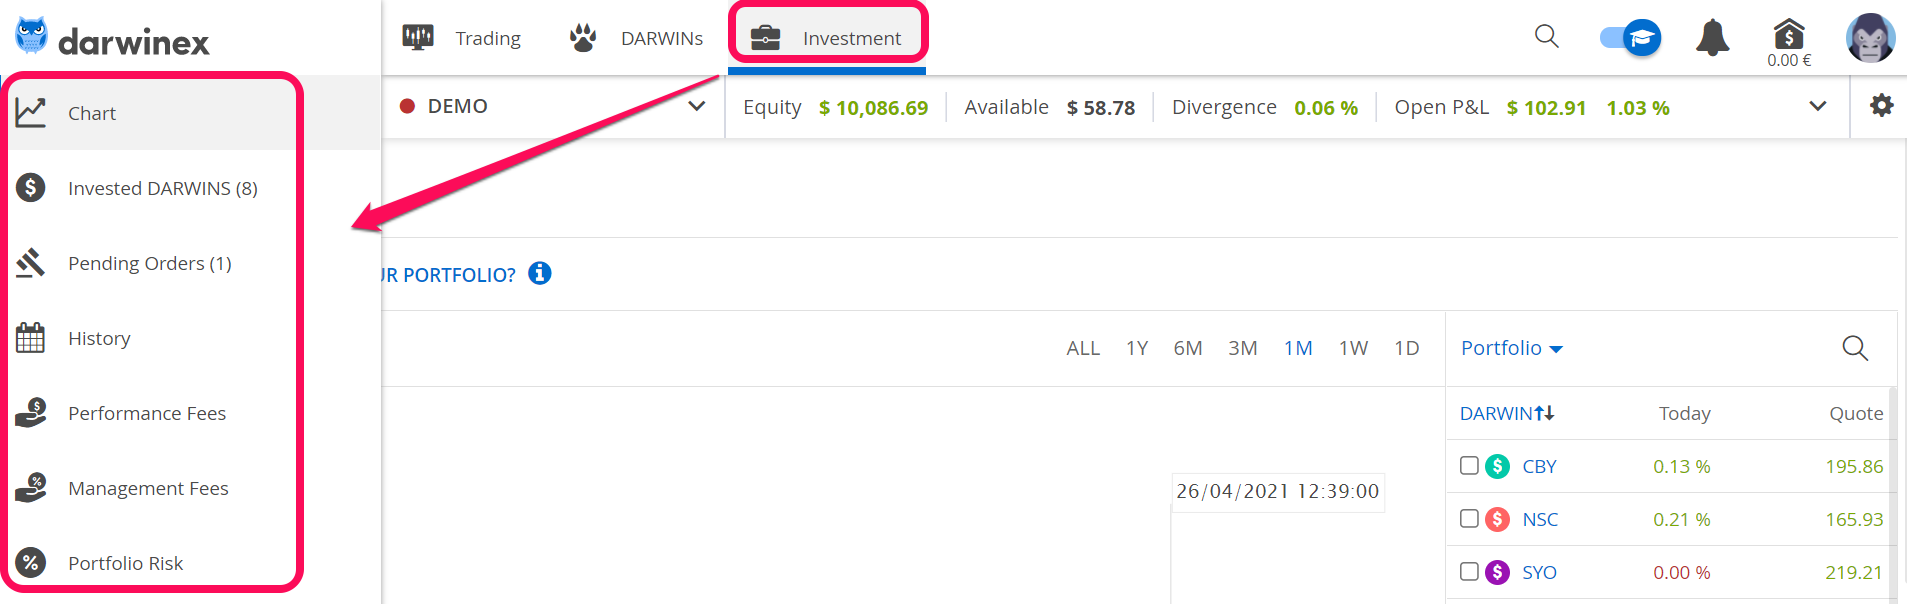 darwinex
Trading
DARWINs
Investment
0.00 €
Chart
Invested DARWINS (8)
Pending Orders (1)
History
Performance Fees
Management Fees
Portfolio Risk
DEMO
Equity $ 10,086.69
Available $ 58.78
Divergence 0.06 %
Open P&L $ 102.91 1.03 %
UR PORTFOLIO?
ALL 1Y 6M 3M 1M 1W 1D
26/04/2021 12:39:00
Portfolio
DARWIN Today Quote
CBY 0.13 % 195.86
NSC 0.21 % 165.93
SYO 0.00 % 219.21